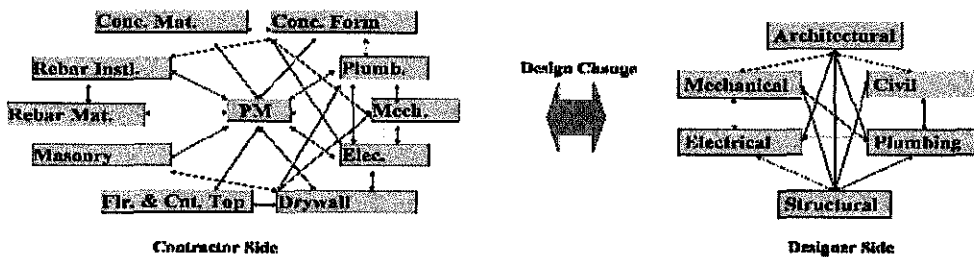 Conc. Mat. Conc. Form
Architectural
Rebar Instl. Plumb.
Design Change
Mechanical Civil
Rebar Mat. PM Mech.
Masonry Elec.
Electrical Plumbing
Flr. & Cnt. Top Drywall
Structural
Contractor Side Designer Side